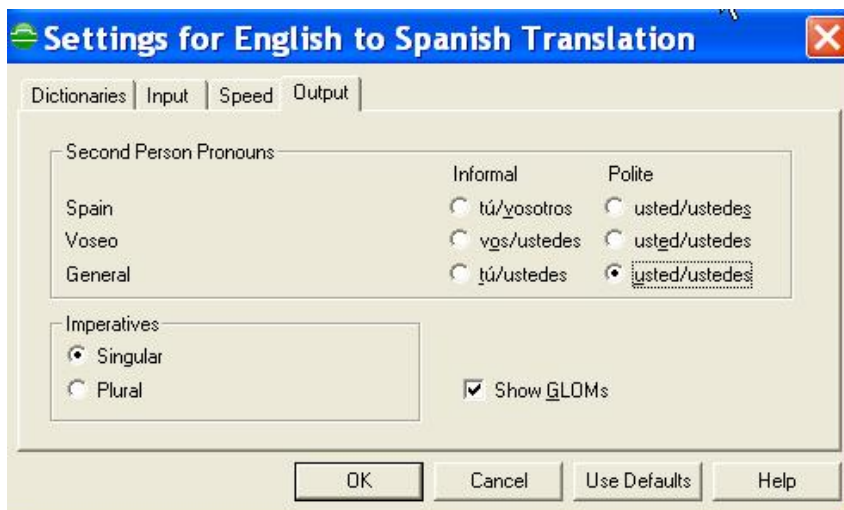 Settings for English to Spanish Translation
Dictionaries Input Speed Output
Second Person Pronouns
Informal Polite
Spain tú/vosotros usted/ustedes
Voseo vos/ustedes usted/ustedes
General tú/ustedes usted/ustedes
Imperatives
Singular
Plural Show GLOMs
OK Cancel Use Defaults Help